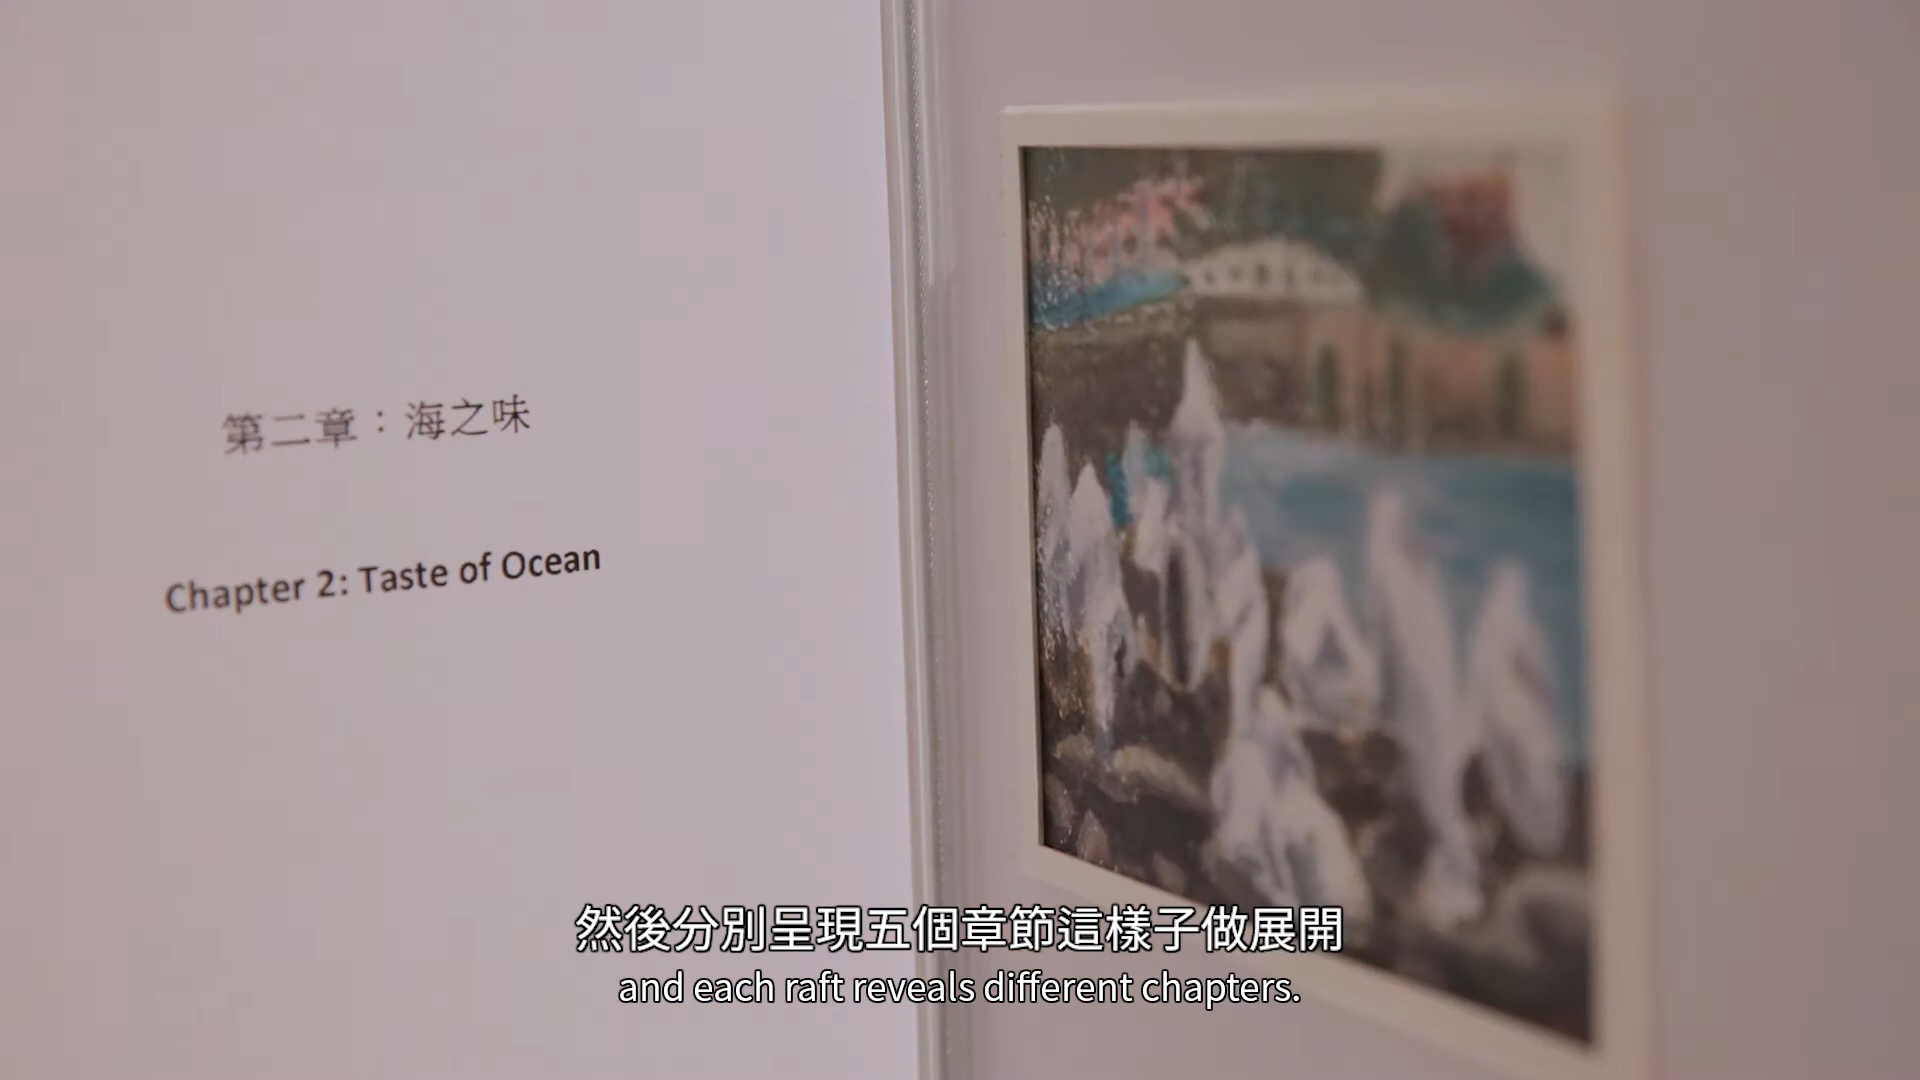 第二章：海之味
Chapter 2: Taste of Ocean
然後分別呈現五個章節這樣子做展開
and each raft reveals different chapters.